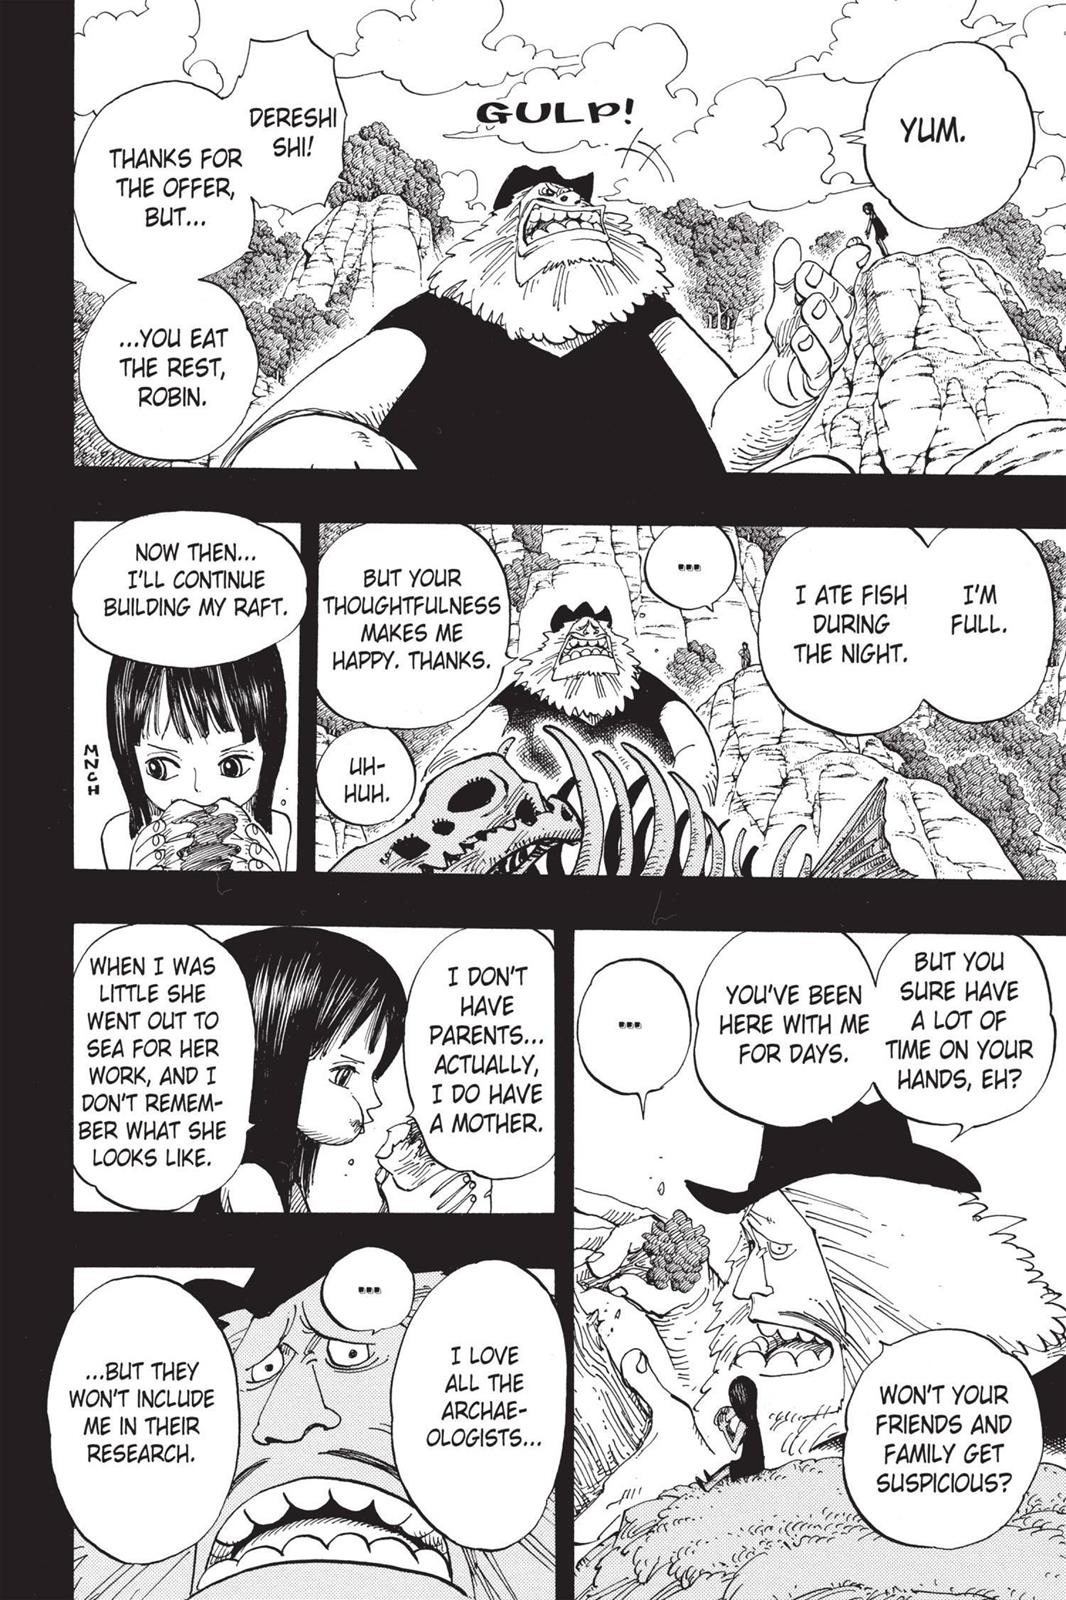 YUM.
GULP!
DERESHI
SHI!
THANKS FOR
THE OFFER,
BUT...
...YOU EAT
THE REST,
ROBIN.
I'M
FULL.
I ATE FISH
DURING
THE NIGHT.
...
BUT YOUR
THOUGHTFULNESS
MAKES ME
HAPPY. THANKS.
UH-
HUH.
NOW THEN...
I'LL CONTINUE
BUILDING MY RAFT.
MNCH
BUT YOU
SURE HAVE
A LOT OF
TIME ON YOUR
HANDS, EH?
YOU'VE BEEN
HERE WITH ME
FOR DAYS.
...
WON'T YOUR
FRIENDS AND
FAMILY GET
SUSPICIOUS?
I DON'T
HAVE
PARENTS...
ACTUALLY,
I DO HAVE
A MOTHER.
WHEN I WAS
LITTLE SHE
WENT OUT TO
SEA FOR HER
WORK, AND I
DON'T REMEM-
BER WHAT SHE
LOOKS LIKE.
I LOVE
ALL THE
ARCHAE-
OLOGISTS...
...
...BUT THEY
WON'T INCLUDE
ME IN THEIR
RESEARCH.